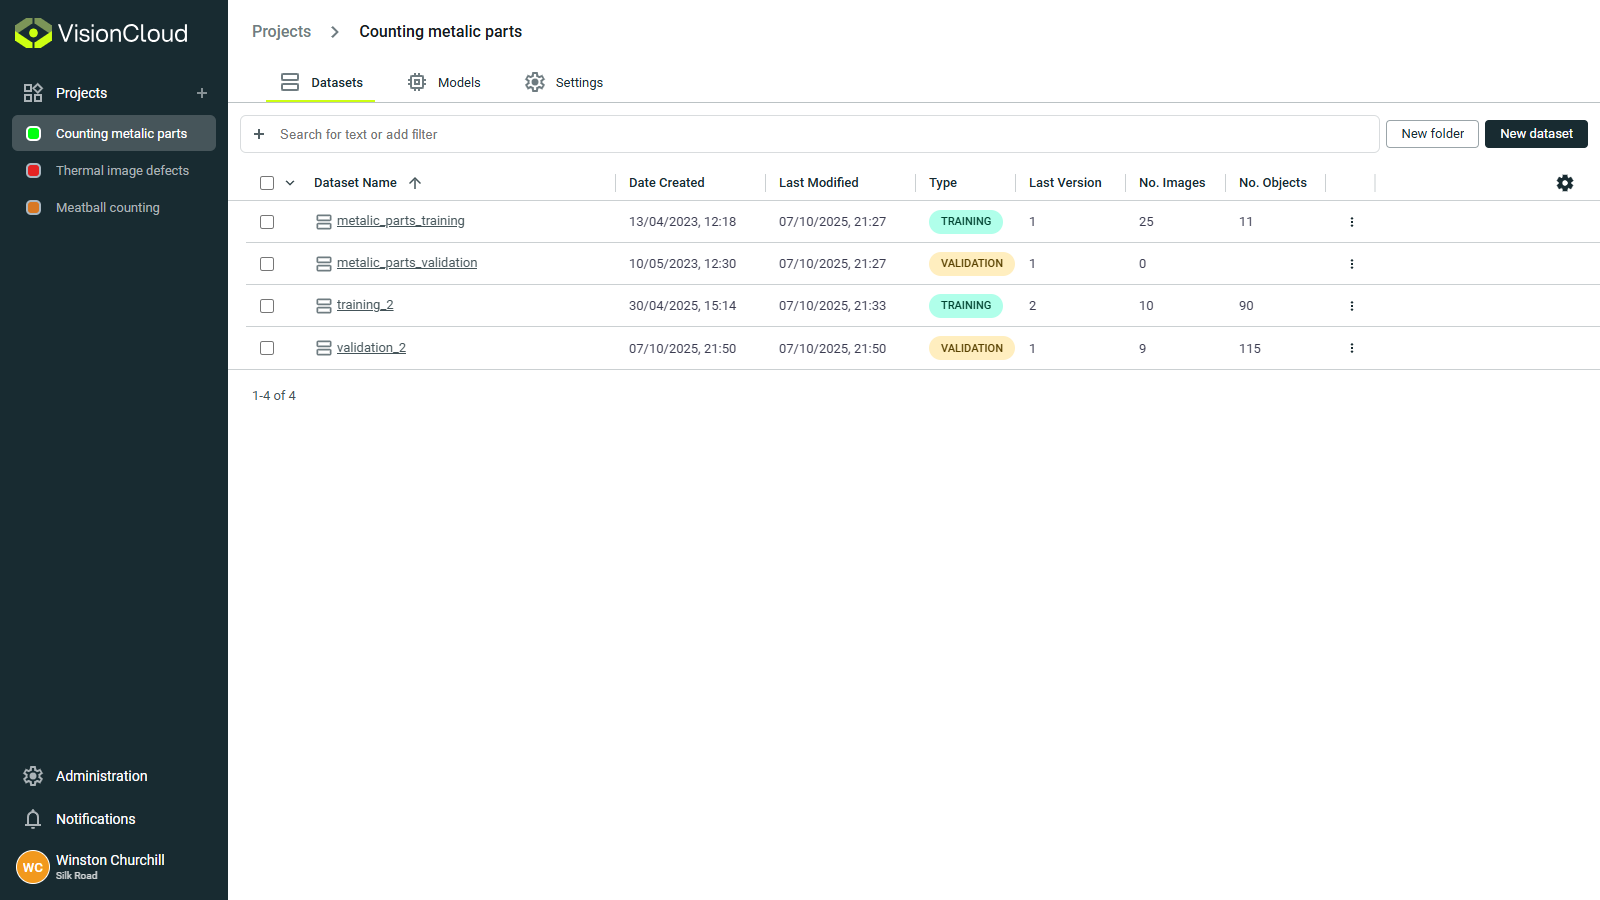 VisionCloud
Projects
Counting metalic parts
Thermal image defects
Meatball counting
Administration
Notifications
WC
Winston Churchill
Silk Road
Projects > Counting metalic parts
Datasets Models Settings
+ Search for text or add filter New folder New dataset
Dataset Name Date Created Last Modified Type Last Version No. Images No. Objects
metalic_parts_training 13/04/2023, 12:18 07/10/2025, 21:27 TRAINING 1 25 11
metalic_parts_validation 10/05/2023, 12:30 07/10/2025, 21:27 VALIDATION 1 0
training_2 30/04/2025, 15:14 07/10/2025, 21:33 TRAINING 2 10 90
validation_2 07/10/2025, 21:50 07/10/2025, 21:50 VALIDATION 1 9 115
1-4 of 4